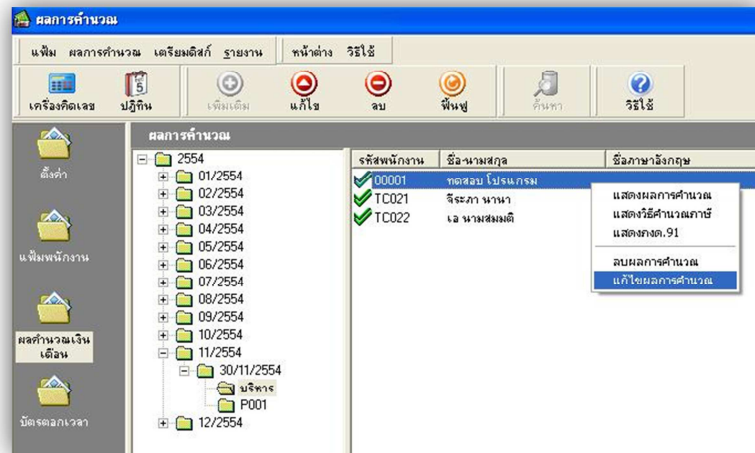 ผลการคำนวณ
แฟ้ม ผลการคำนวณ เตรียมดิสก์ รายงาน หน้าต่าง วิธีใช้
เครื่องคิดเลข ปฏิทิน เพิ่มเติม แก้ไข ลบ ฟื้นฟู ค้นหา วิธีใช้
ตั้งค่า
แฟ้มพนักงาน
ผลคำนวณเงิน
เดือน
บัตรตอกเวลา
ผลการคำนวณ
2554
01/2554
02/2554
03/2554
04/2554
05/2554
06/2554
07/2554
08/2554
09/2554
10/2554
11/2554
30/11/2554
บริหาร
P001
12/2554
รหัสพนักงาน ชื่อ-นามสกุล ชื่อภาษาอังกฤษ
00001 ทดสอบ โปรแกรม
TC021 จีระภา นานา
TC022 เอ นามสมมติ
แสดงผลการคำนวณ
แสดงวิธีคำนวณภาษี
แสดงภงด.91
ลบผลการคำนวณ
แก้ไขผลการคำนวณ